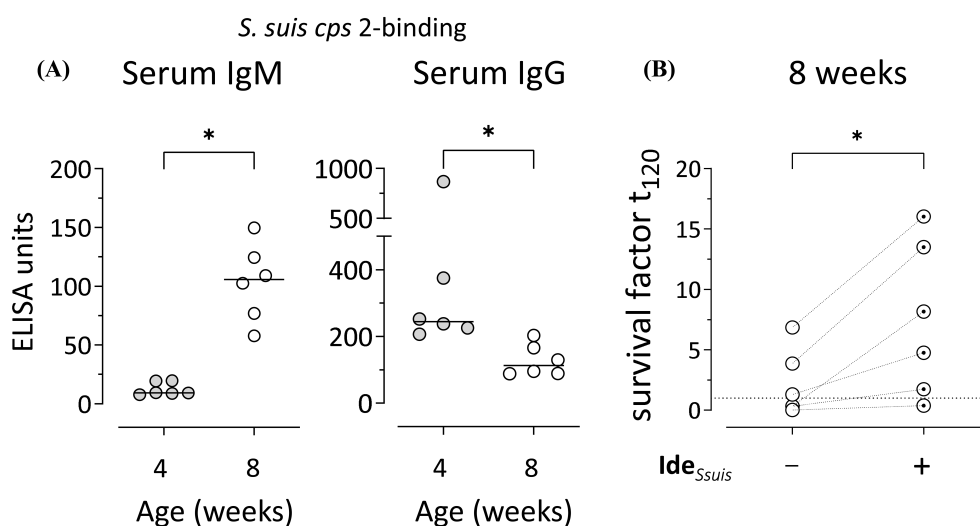 S. suis cps 2-binding
(A) Serum IgM Serum IgG (B) 8 weeks
* * *
ELISA units
200
150
100
50
0
4 8
Age (weeks)
1000
500
400
200
0
4 8
Age (weeks)
survival factor t120
20
15
10
5
0
Ide Ssuis − +